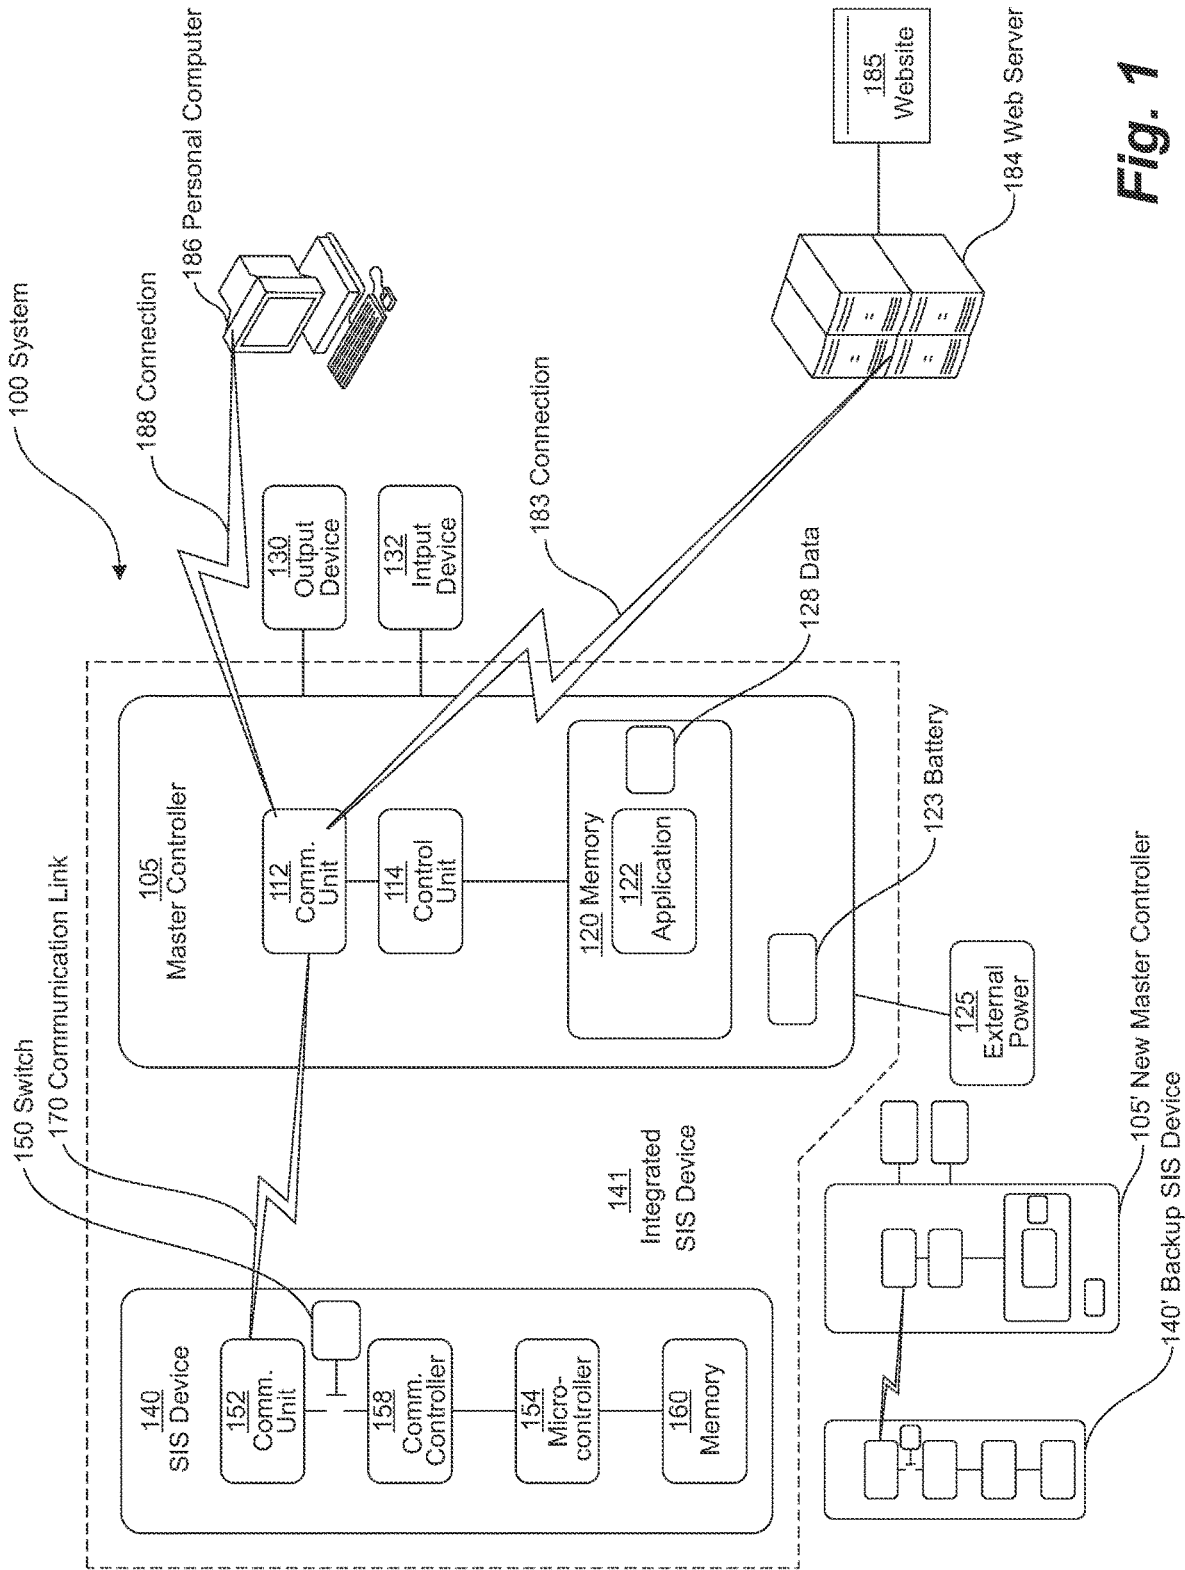 100 System
188 Connection
186 Personal Computer
150 Switch
170 Communication Link
105
Master Controller
130
Output
Device
132
Intput
Device
140
SIS Device
152
Comm.
Unit
158
Comm.
Controller
154
Micro-
controller
160
Memory
141
Integrated
SIS Device
112
Comm.
Unit
114
Control
Unit
120 Memory
122
Application
183 Connection
128 Data
123 Battery
125
External
Power
185
Website
184 Web Server
105' New Master Controller
140' Backup SIS Device
Fig. 1